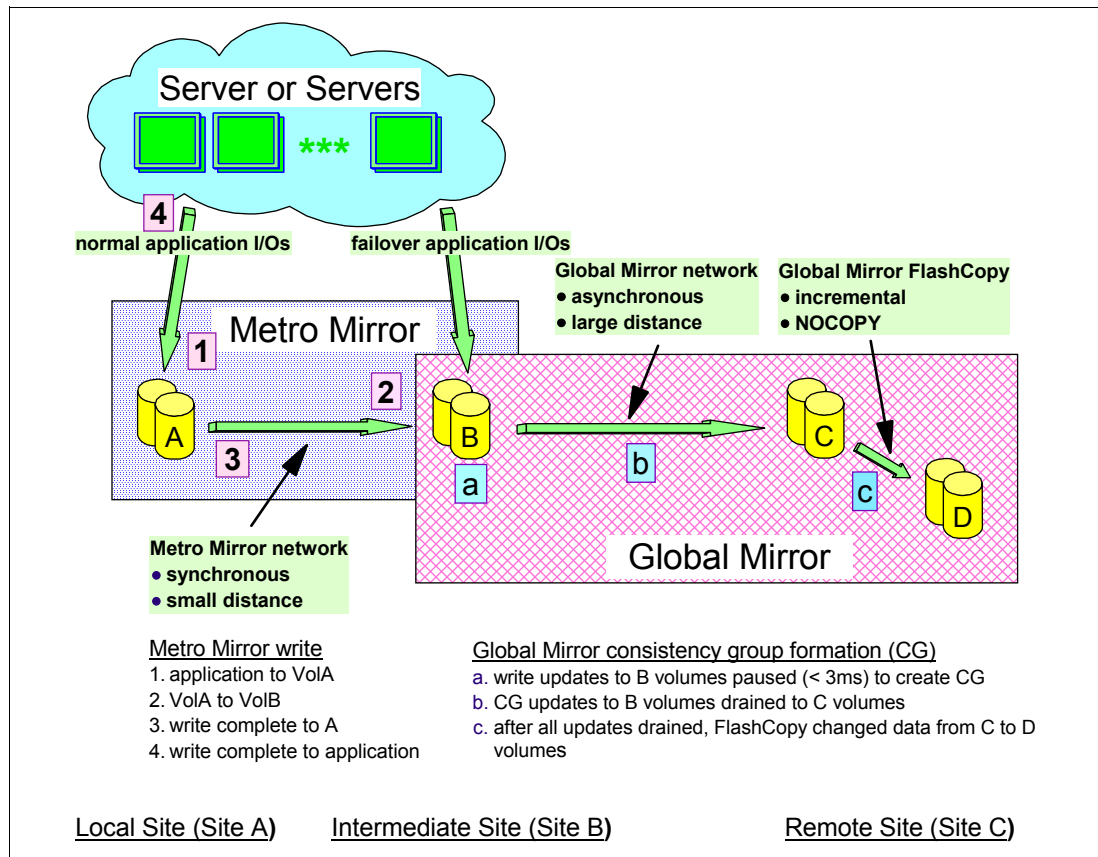 Server or Servers
***
4
normal application I/Os
failover application I/Os
Global Mirror network
• asynchronous
• large distance
Global Mirror FlashCopy
• incremental
• NOCOPY
Metro Mirror
1
2
A
B
C
3
b
a
c
D
Global Mirror
Metro Mirror network
• synchronous
• small distance
Metro Mirror write
1. application to VolA
2. VolA to VolB
3. write complete to A
4. write complete to application
Global Mirror consistency group formation (CG)
a. write updates to B volumes paused (< 3ms) to create CG
b. CG updates to B volumes drained to C volumes
c. after all updates drained, FlashCopy changed data from C to D
volumes
Local Site (Site A)
Intermediate Site (Site B)
Remote Site (Site C)